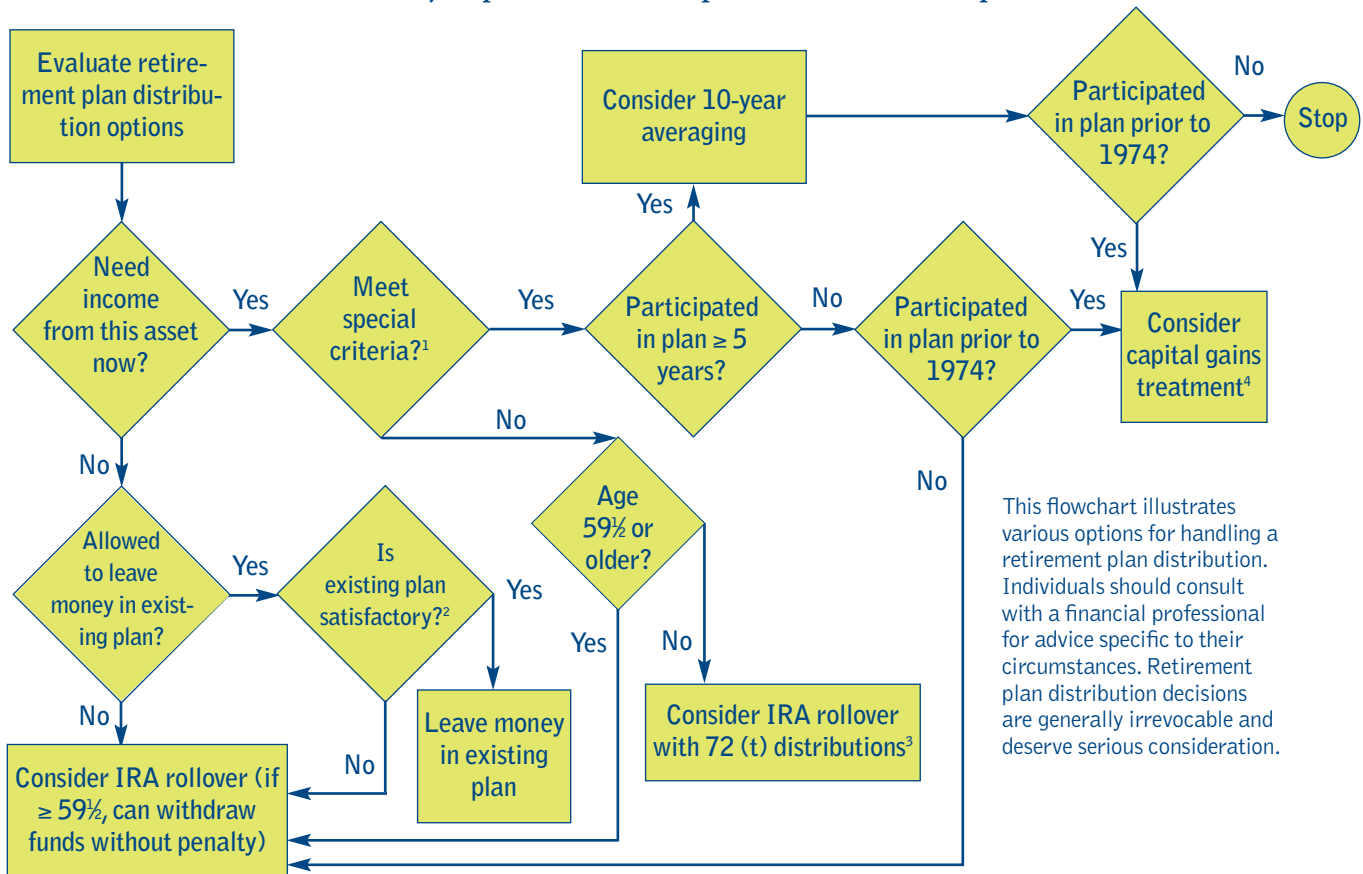 Evaluate retire-
ment plan distribu-
tion options
Need
income
from this asset
now?
Yes
Meet
special
criteria?¹
Yes
Participated
in plan ≥ 5
years?
Yes
Consider 10-year
averaging
Participated
in plan prior to
1974?
No
Stop
Yes
No
Participated
in plan prior to
1974?
Yes
Consider
capital gains
treatment⁴
No
No
No
Allowed
to leave
money in exist-
ing plan?
Yes
Is
existing plan
satisfactory?²
Yes
Leave money
in existing
plan
No
Age
59½ or
older?
Yes
No
Consider IRA rollover
with 72 (t) distributions³
No
Consider IRA rollover (if
≥ 59½, can withdraw
funds without penalty)
This flowchart illustrates
various options for handling a
retirement plan distribution.
Individuals should consult
with a financial professional
for advice specific to their
circumstances. Retirement
plan distribution decisions
are generally irrevocable and
deserve serious consideration.